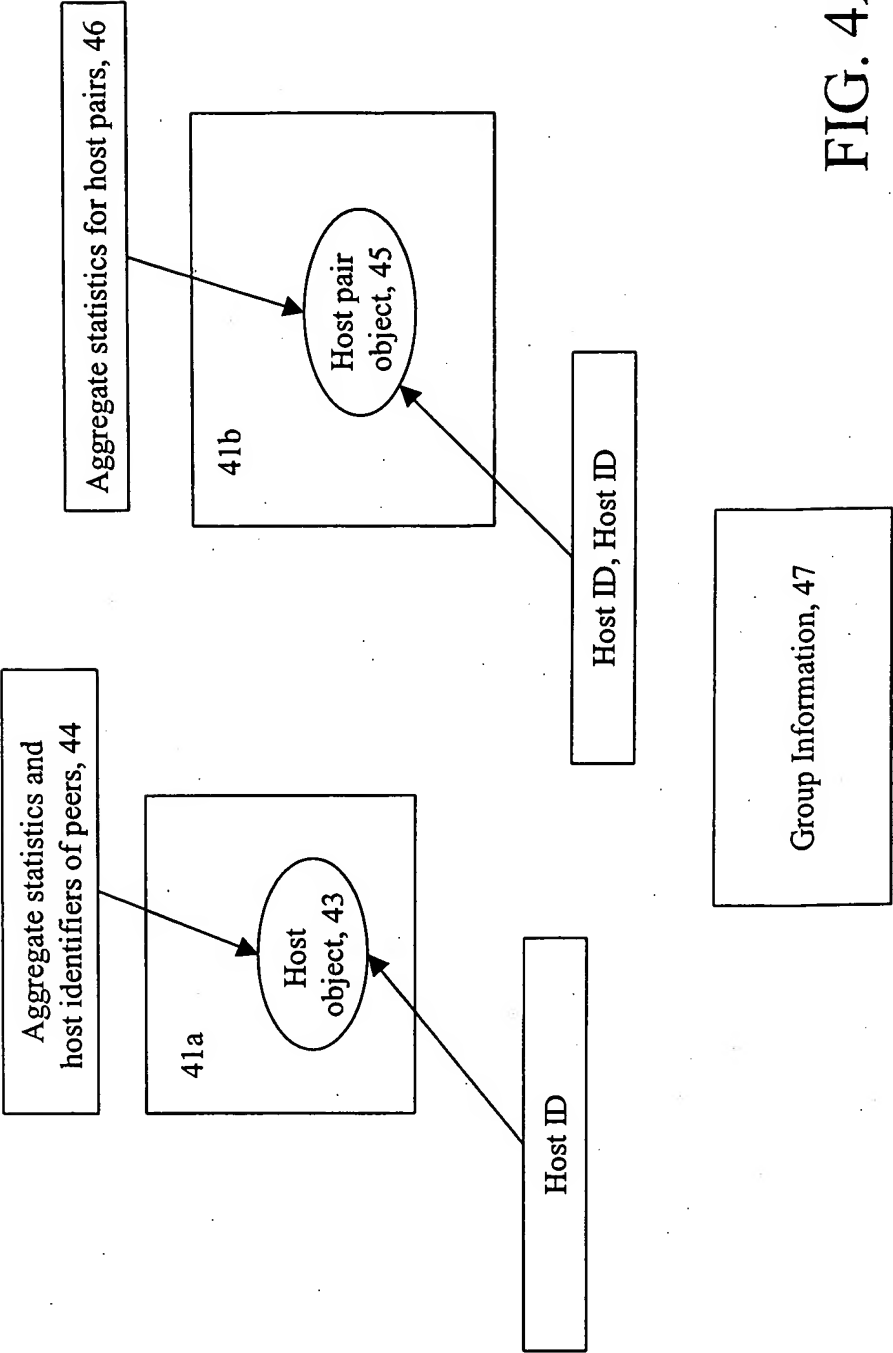 Aggregate statistics and
host identifiers of peers, 44
41a
Host
object, 43
Host ID
Aggregate statistics for host pairs, 46
41b
Host pair
object, 45
Host ID, Host ID
Group Information, 47
FIG. 4